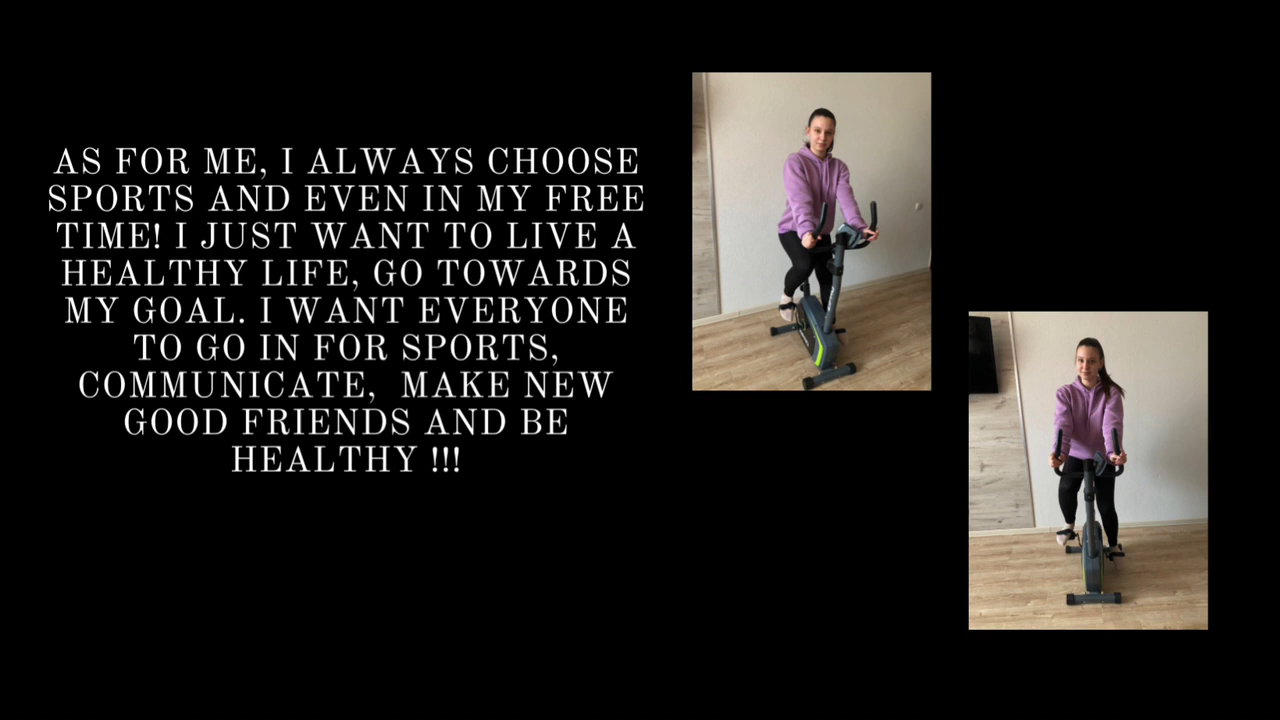 AS FOR ME, I ALWAYS CHOOSE
SPORTS AND EVEN IN MY FREE
TIME! I JUST WANT TO LIVE A
HEALTHY LIFE, GO TOWARDS
MY GOAL. I WANT EVERYONE
TO GO IN FOR SPORTS,
COMMUNICATE,  MAKE NEW
GOOD FRIENDS AND BE
HEALTHY !!!